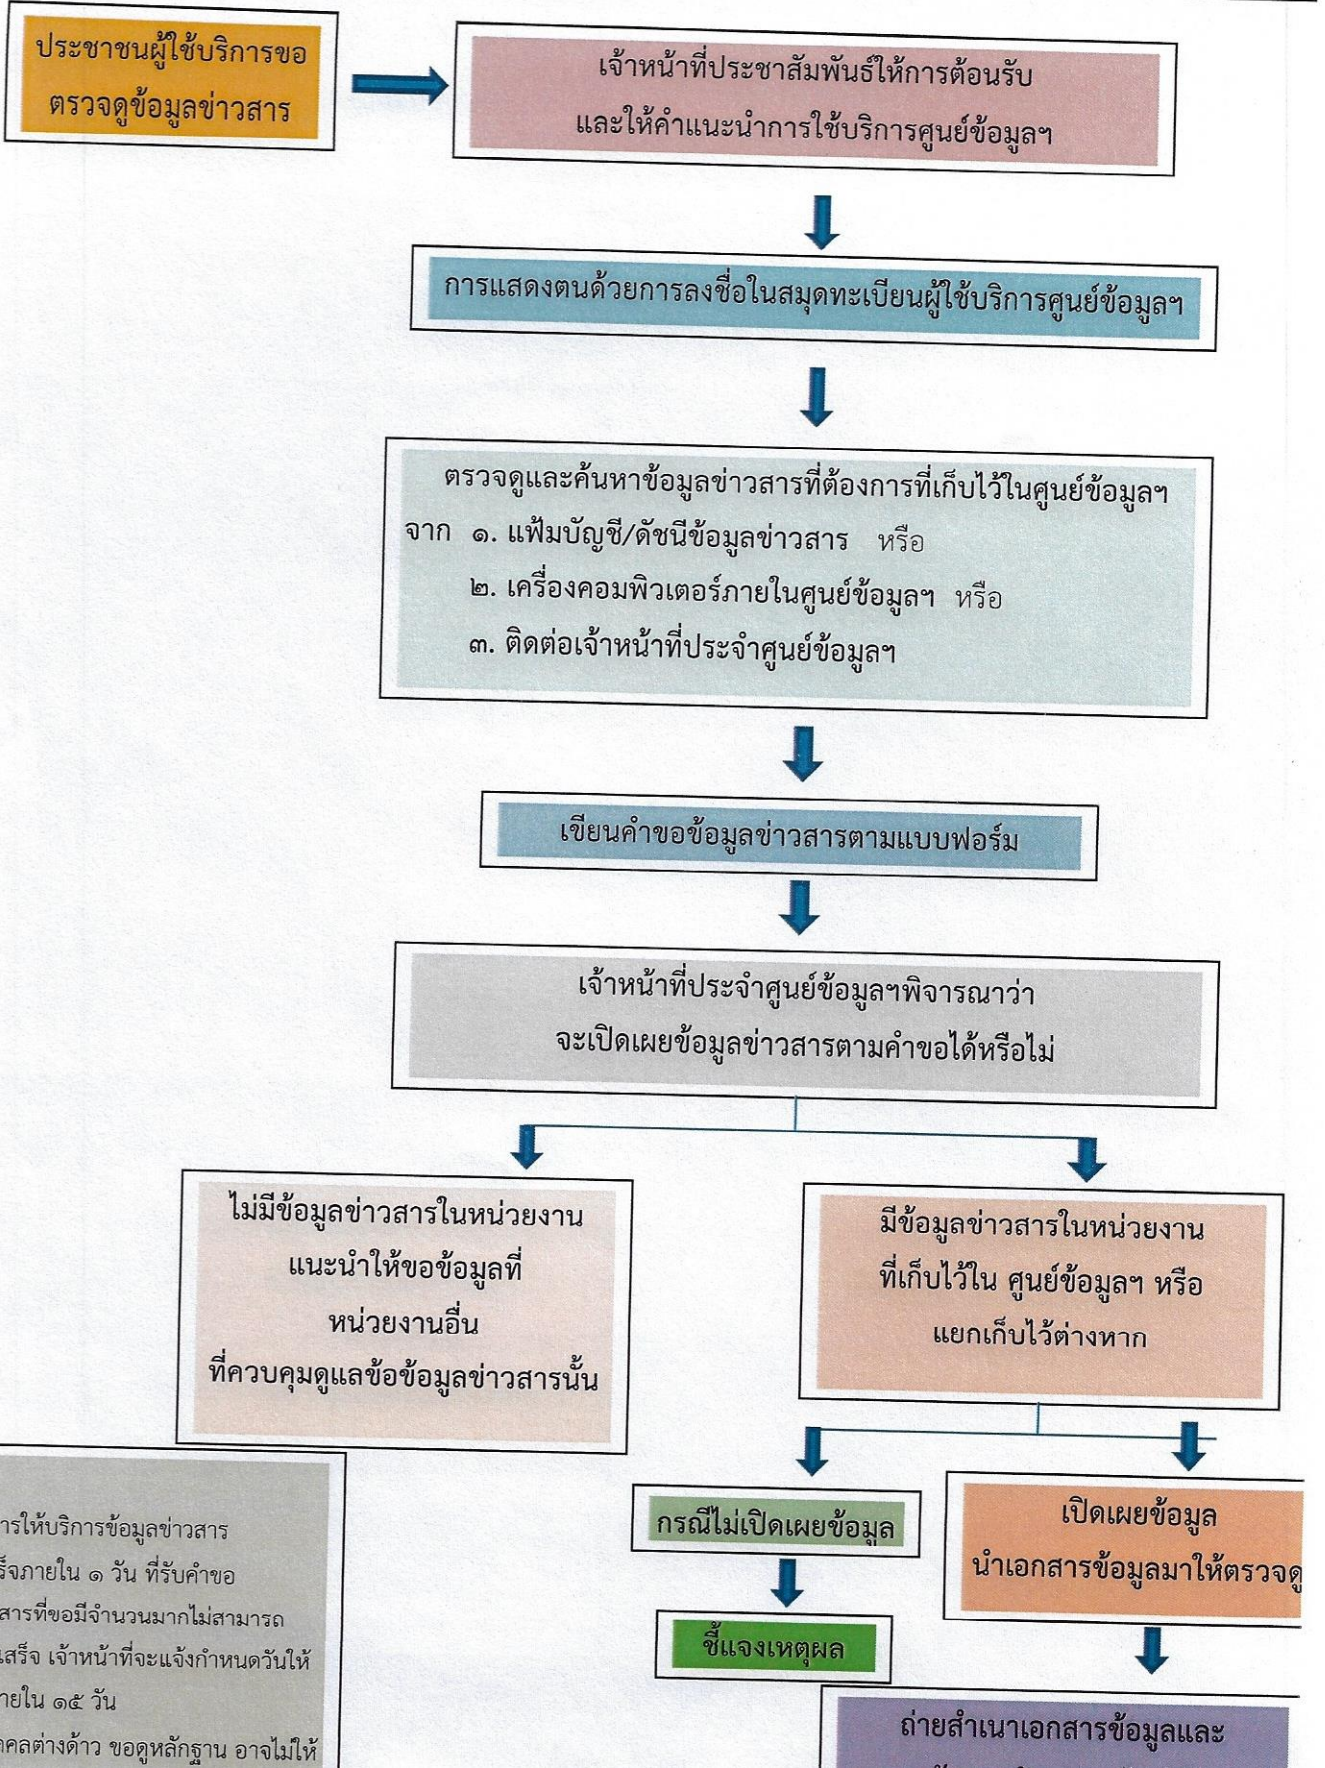 ประชาชนผู้ใช้บริการขอ
ตรวจดูข้อมูลข่าวสาร
เจ้าหน้าที่ประชาสัมพันธ์ให้การต้อนรับ
และให้คำแนะนำการใช้บริการศูนย์ข้อมูลฯ
การแสดงตนด้วยการลงชื่อในสมุดทะเบียนผู้ใช้บริการศูนย์ข้อมูลฯ
ตรวจดูและค้นหาข้อมูลข่าวสารที่ต้องการที่เก็บไว้ในศูนย์ข้อมูลฯ
จาก ๑. แฟ้มบัญชี/ดัชนีข้อมูลข่าวสาร หรือ
๒. เครื่องคอมพิวเตอร์ภายในศูนย์ข้อมูลฯ หรือ
๓. ติดต่อเจ้าหน้าที่ประจำศูนย์ข้อมูลฯ
เขียนคำขอข้อมูลข่าวสารตามแบบฟอร์ม
เจ้าหน้าที่ประจำศูนย์ข้อมูลฯพิจารณาว่า
จะเปิดเผยข้อมูลข่าวสารตามคำขอได้หรือไม่
ไม่มีข้อมูลข่าวสารในหน่วยงาน
แนะนำให้ขอข้อมูลที่
หน่วยงานอื่น
ที่ควบคุมดูแลข้อข้อมูลข่าวสารนั้น
มีข้อมูลข่าวสารในหน่วยงาน
ที่เก็บไว้ใน ศูนย์ข้อมูลฯ หรือ
แยกเก็บไว้ต่างหาก
กรณีไม่เปิดเผยข้อมูล
ชี้แจงเหตุผล
เปิดเผยข้อมูล
นำเอกสารข้อมูลมาให้ตรวจดู
ถ่ายสำเนาเอกสารข้อมูลและ
ารให้บริการข้อมูลข่าวสาร
ร็จภายใน ๑ วัน ที่รับคำขอ
สารที่ขอมีจำนวนมากไม่สามารถ
เสร็จ เจ้าหน้าที่จะแจ้งกำหนดวันให้
ายใน ๑๕ วัน
คลต่างด้าว ขอดูหลักฐาน อาจไม่ให้